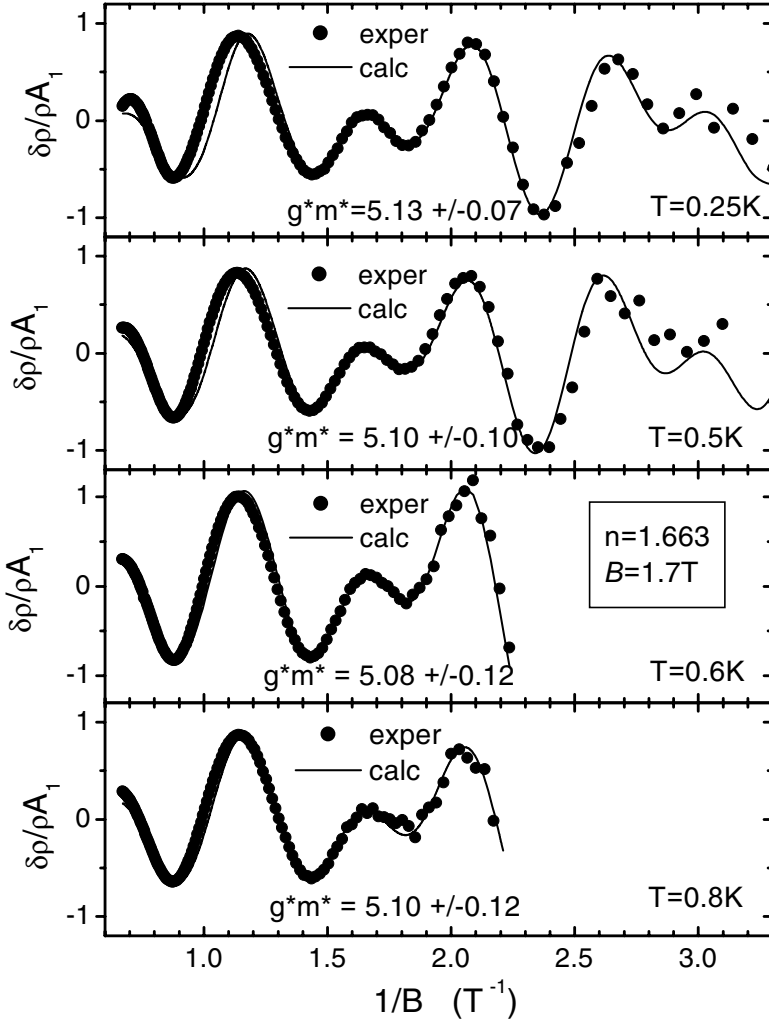 1
exper
calc
0
δρ/ρA₁
-1
g*m*=5.13 +/-0.07
T=0.25K
1
exper
calc
0
δρ/ρA₁
-1
g*m* = 5.10 +/-0.10
T=0.5K
1
exper
calc
n=1.663
B=1.7T
0
δρ/ρA₁
-1
g*m* = 5.08 +/-0.12
T=0.6K
1
exper
calc
0
δρ/ρA₁
-1
g*m* = 5.10 +/-0.12
T=0.8K
1.0 1.5 2.0 2.5 3.0
1/B (T⁻¹)